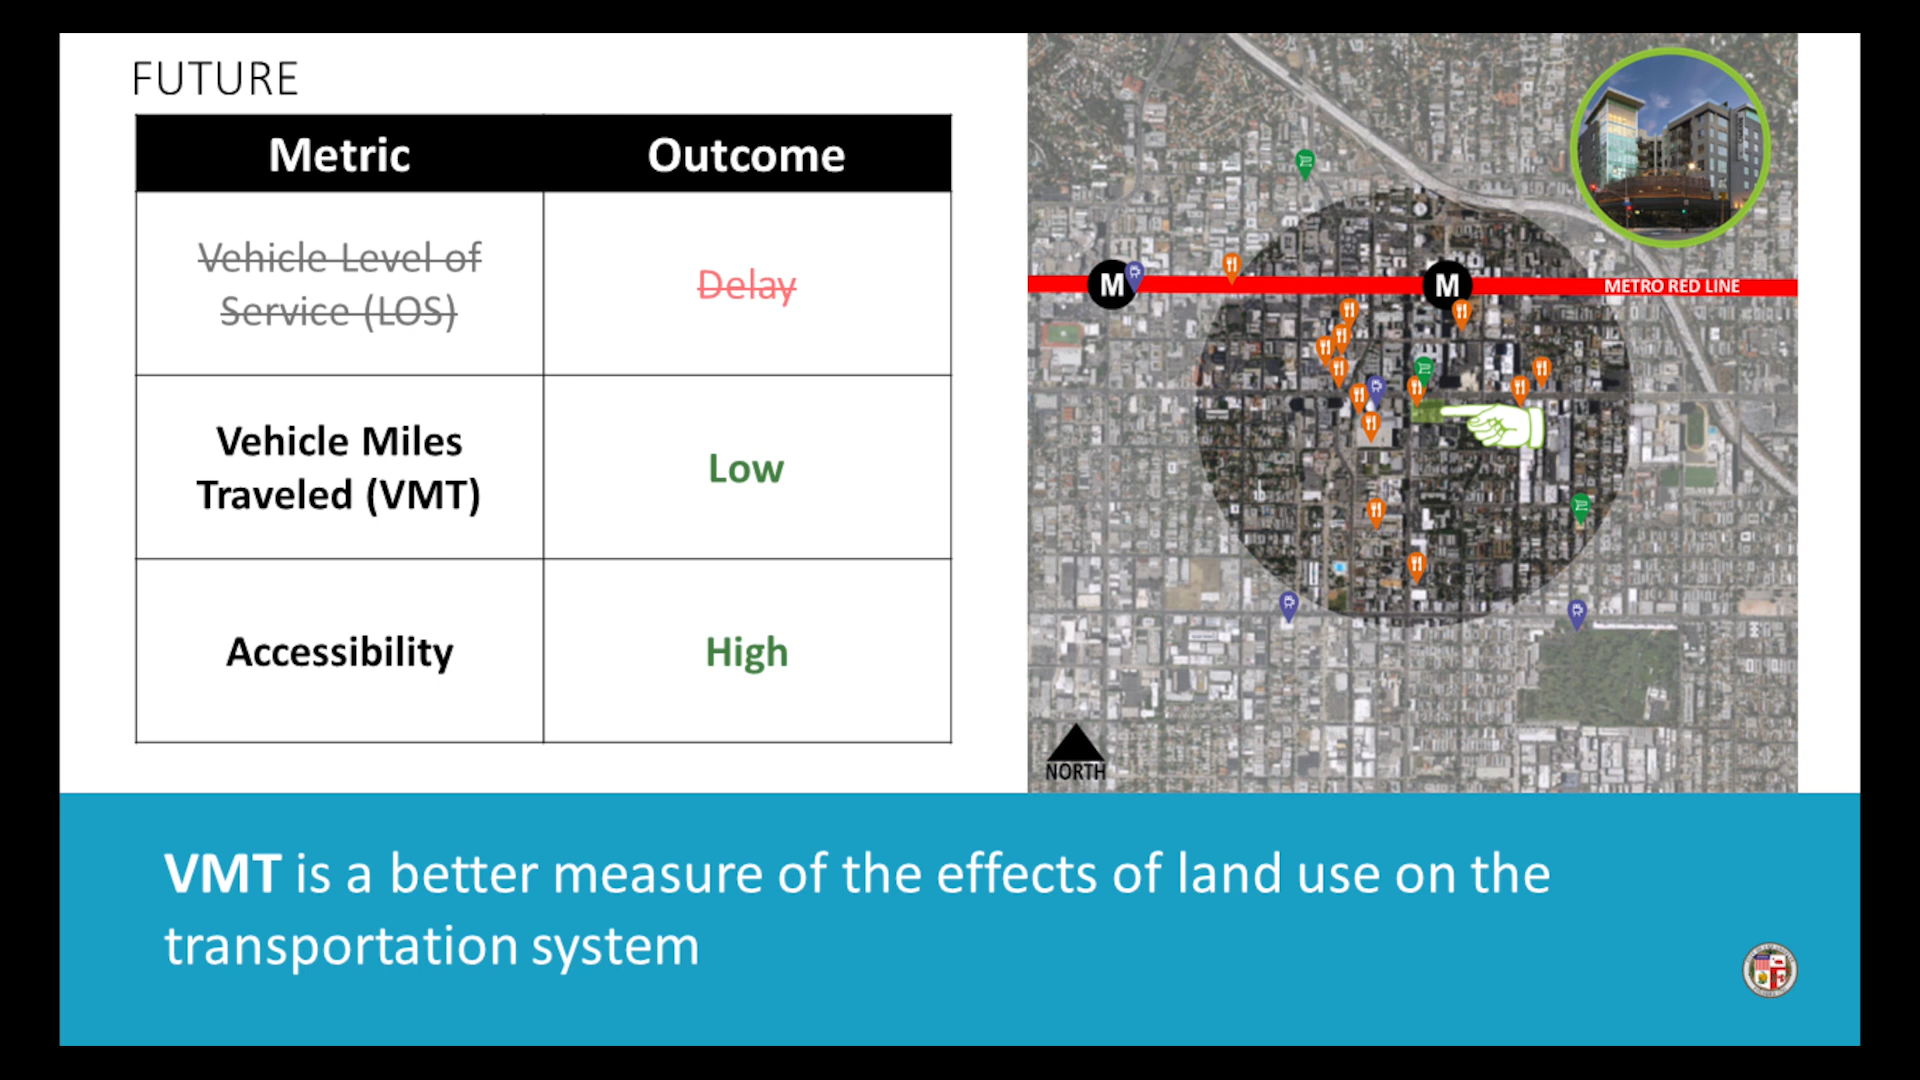 FUTURE
Metric
Outcome
Vehicle Level of
Service (LOS)
Delay
Vehicle Miles
Traveled (VMT)
Low
Accessibility
High
M
M
METRO RED LINE
NORTH
VMT is a better measure of the effects of land use on the
transportation system